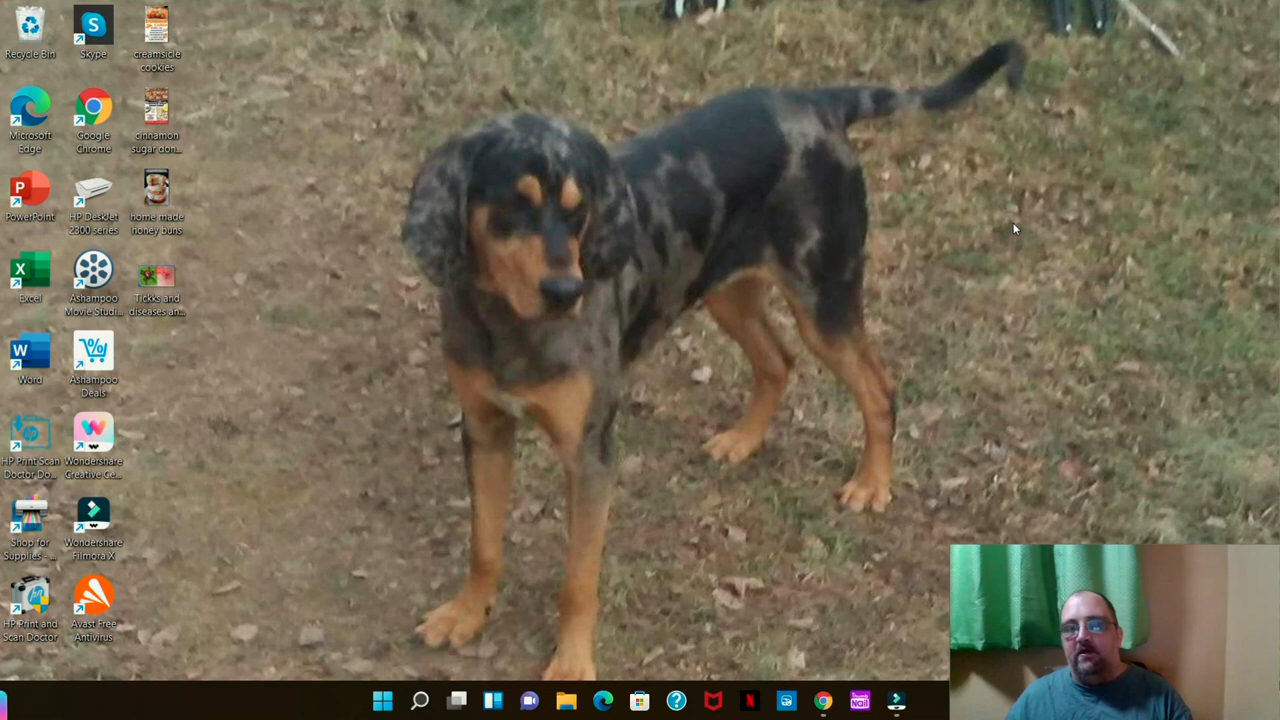 Recycle Bin
Skype
creamsicle
cookies
Microsoft
Edge
Google
Chrome
cinnamon
sugar don...
PowerPoint
HP DeskJet
2300 series
home made
honey buns
Excel
Ashampoo
Movie Studi...
Tickks and
diseases an...
Word
Ashampoo
Deals
HP Print Scan
Doctor Do...
Wondershare
Creative Ce...
Shop for
Supplies - ...
Wondershare
Filmora X
HP Print and
Scan Doctor
Avast Free
Antivirus